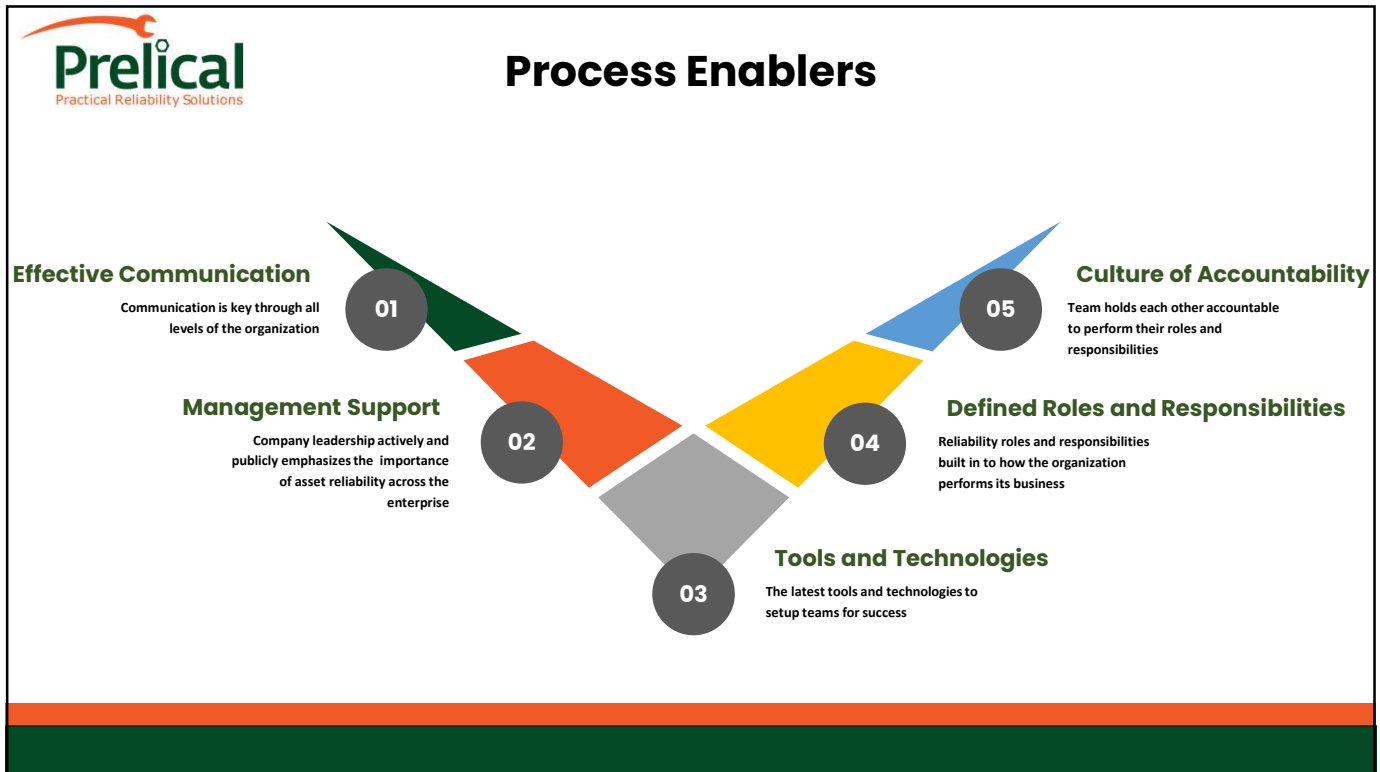 Prelical
Practical Reliability Solutions
Process Enablers
Effective Communication
Communication is key through all
levels of the organization
01
Management Support
Company leadership actively and
publicly emphasizes the importance
of asset reliability across the
enterprise
02
Tools and Technologies
The latest tools and technologies to
setup teams for success
03
Defined Roles and Responsibilities
Reliability roles and responsibilities
built in to how the organization
performs its business
04
Culture of Accountability
Team holds each other accountable
to perform their roles and
responsibilities
05